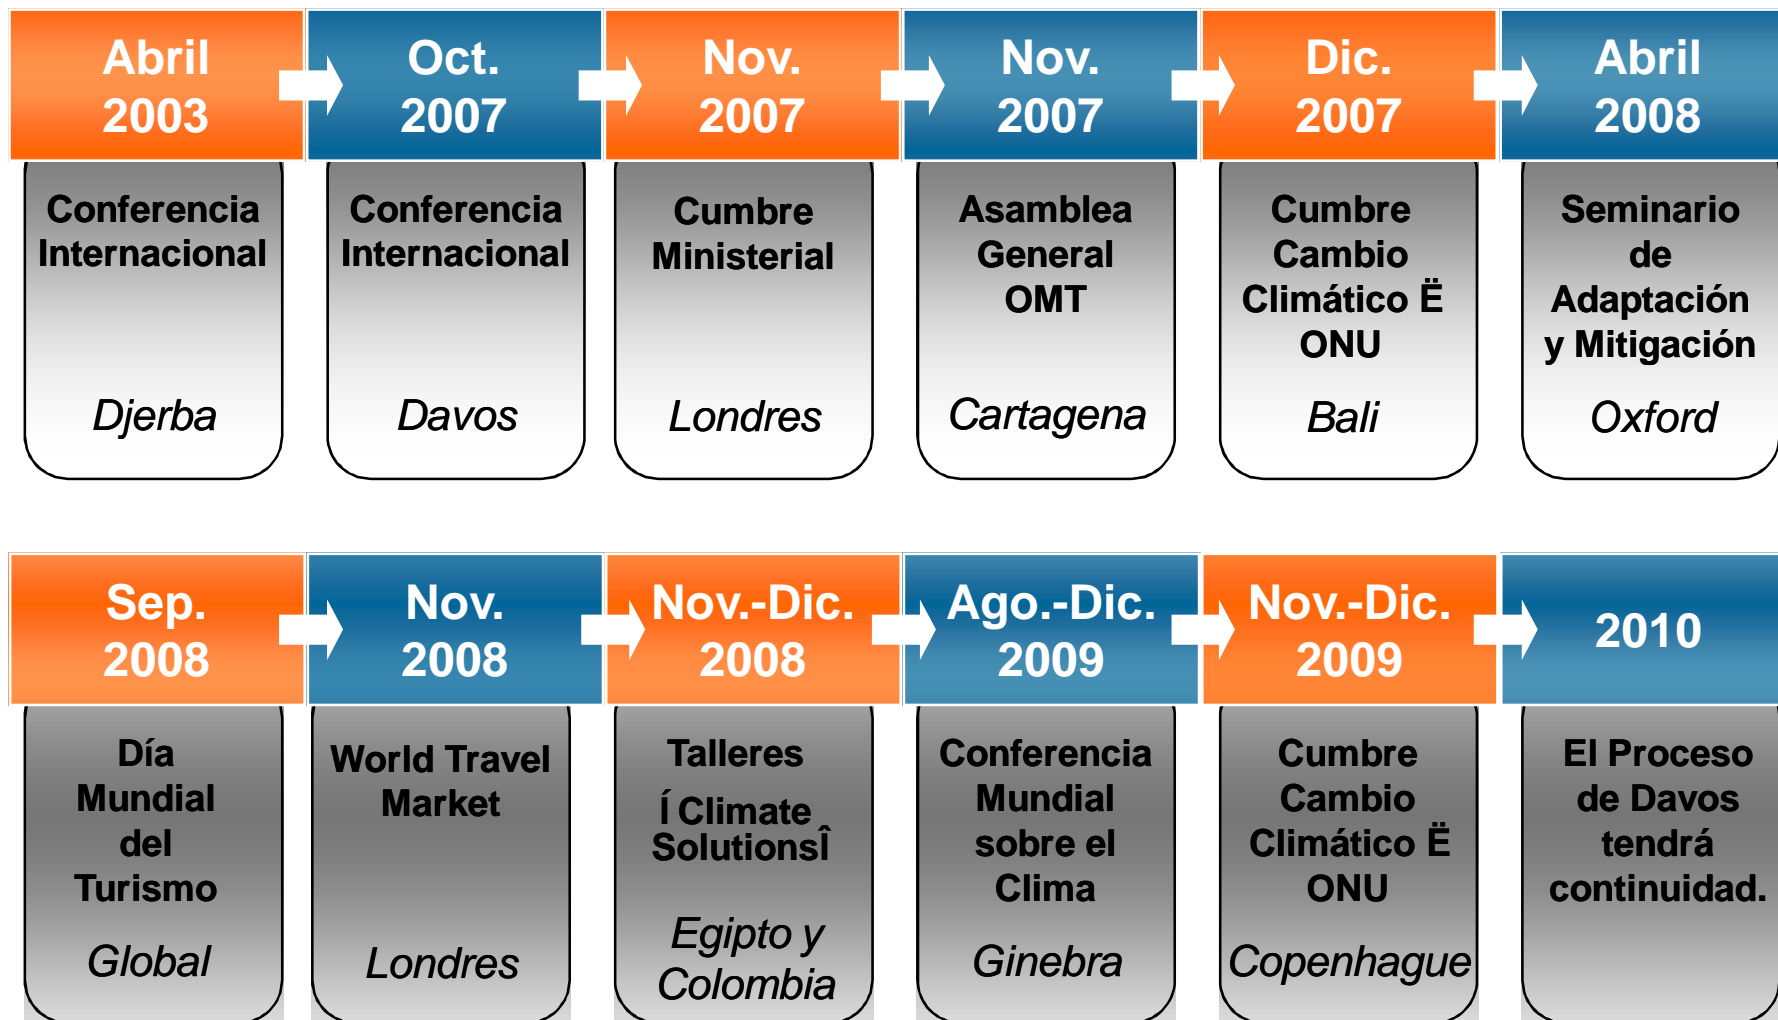 Abril
2003
Oct.
2007
Nov.
2007
Nov.
2007
Dic.
2007
Abril
2008
Conferencia
Internacional
Djerba
Conferencia
Internacional
Davos
Cumbre
Ministerial
Londres
Asamblea
General
OMT
Cartagena
Cumbre
Cambio
Climático Ë
ONU
Bali
Seminario
de
Adaptación
y Mitigación
Oxford
Sep.
2008
Nov.
2008
Nov.-Dic.
2008
Ago.-Dic.
2009
Nov.-Dic.
2009
2010
Día
Mundial
del
Turismo
Global
World Travel
Market
Londres
Talleres
Í Climate
SolutionsÎ
Egipto y
Colombia
Conferencia
Mundial
sobre el
Clima
Ginebra
Cumbre
Cambio
Climático Ë
ONU
Copenhague
El Proceso
de Davos
tendrá
continuidad.